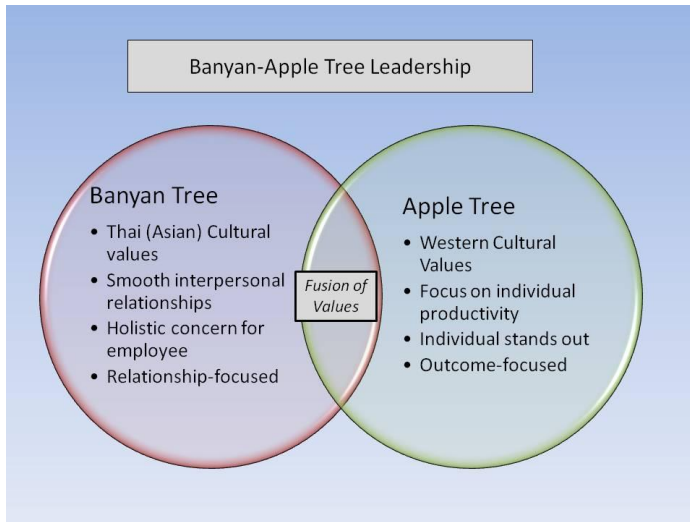 Banyan-Apple Tree Leadership
Banyan Tree
• Thai (Asian) Cultural
values
• Smooth interpersonal
relationships
• Holistic concern for
employee
• Relationship-focused
Fusion of
Values
Apple Tree
• Western Cultural
Values
• Focus on individual
productivity
• Individual stands out
• Outcome-focused